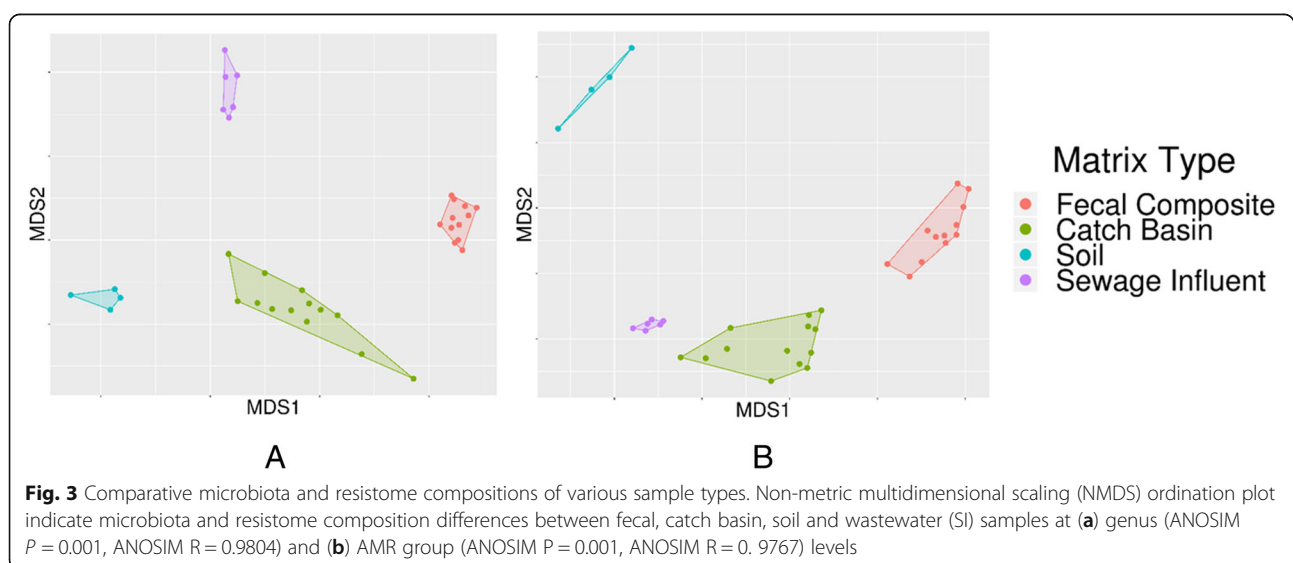 MDS2
MDS1
A
MDS2
MDS1
B
Matrix Type
Fecal Composite
Catch Basin
Soil
Sewage Influent
Fig. 3 Comparative microbiota and resistome compositions of various sample types. Non-metric multidimensional scaling (NMDS) ordination plot
indicate microbiota and resistome composition differences between fecal, catch basin, soil and wastewater (SI) samples at (a) genus (ANOSIM
P = 0.001, ANOSIM R = 0.9804) and (b) AMR group (ANOSIM P = 0.001, ANOSIM R = 0. 9767) levels